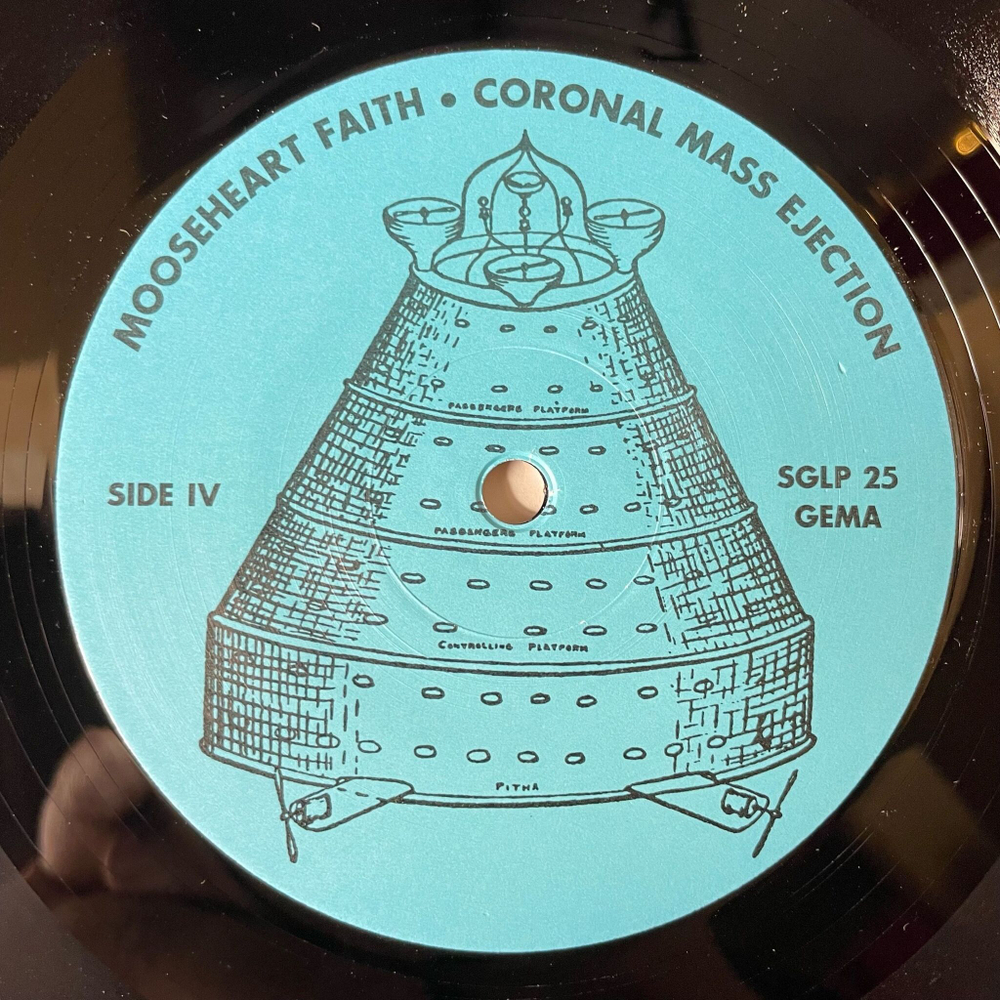 MOOSEHEART FAITH • CORONAL MASS EJECTION
PASSENGERS PLATFORM
SIDE IV
SGLP 25
GEMA
PASSENGERS PLATFORM
CONTROLLING PLATFORM
PITHA